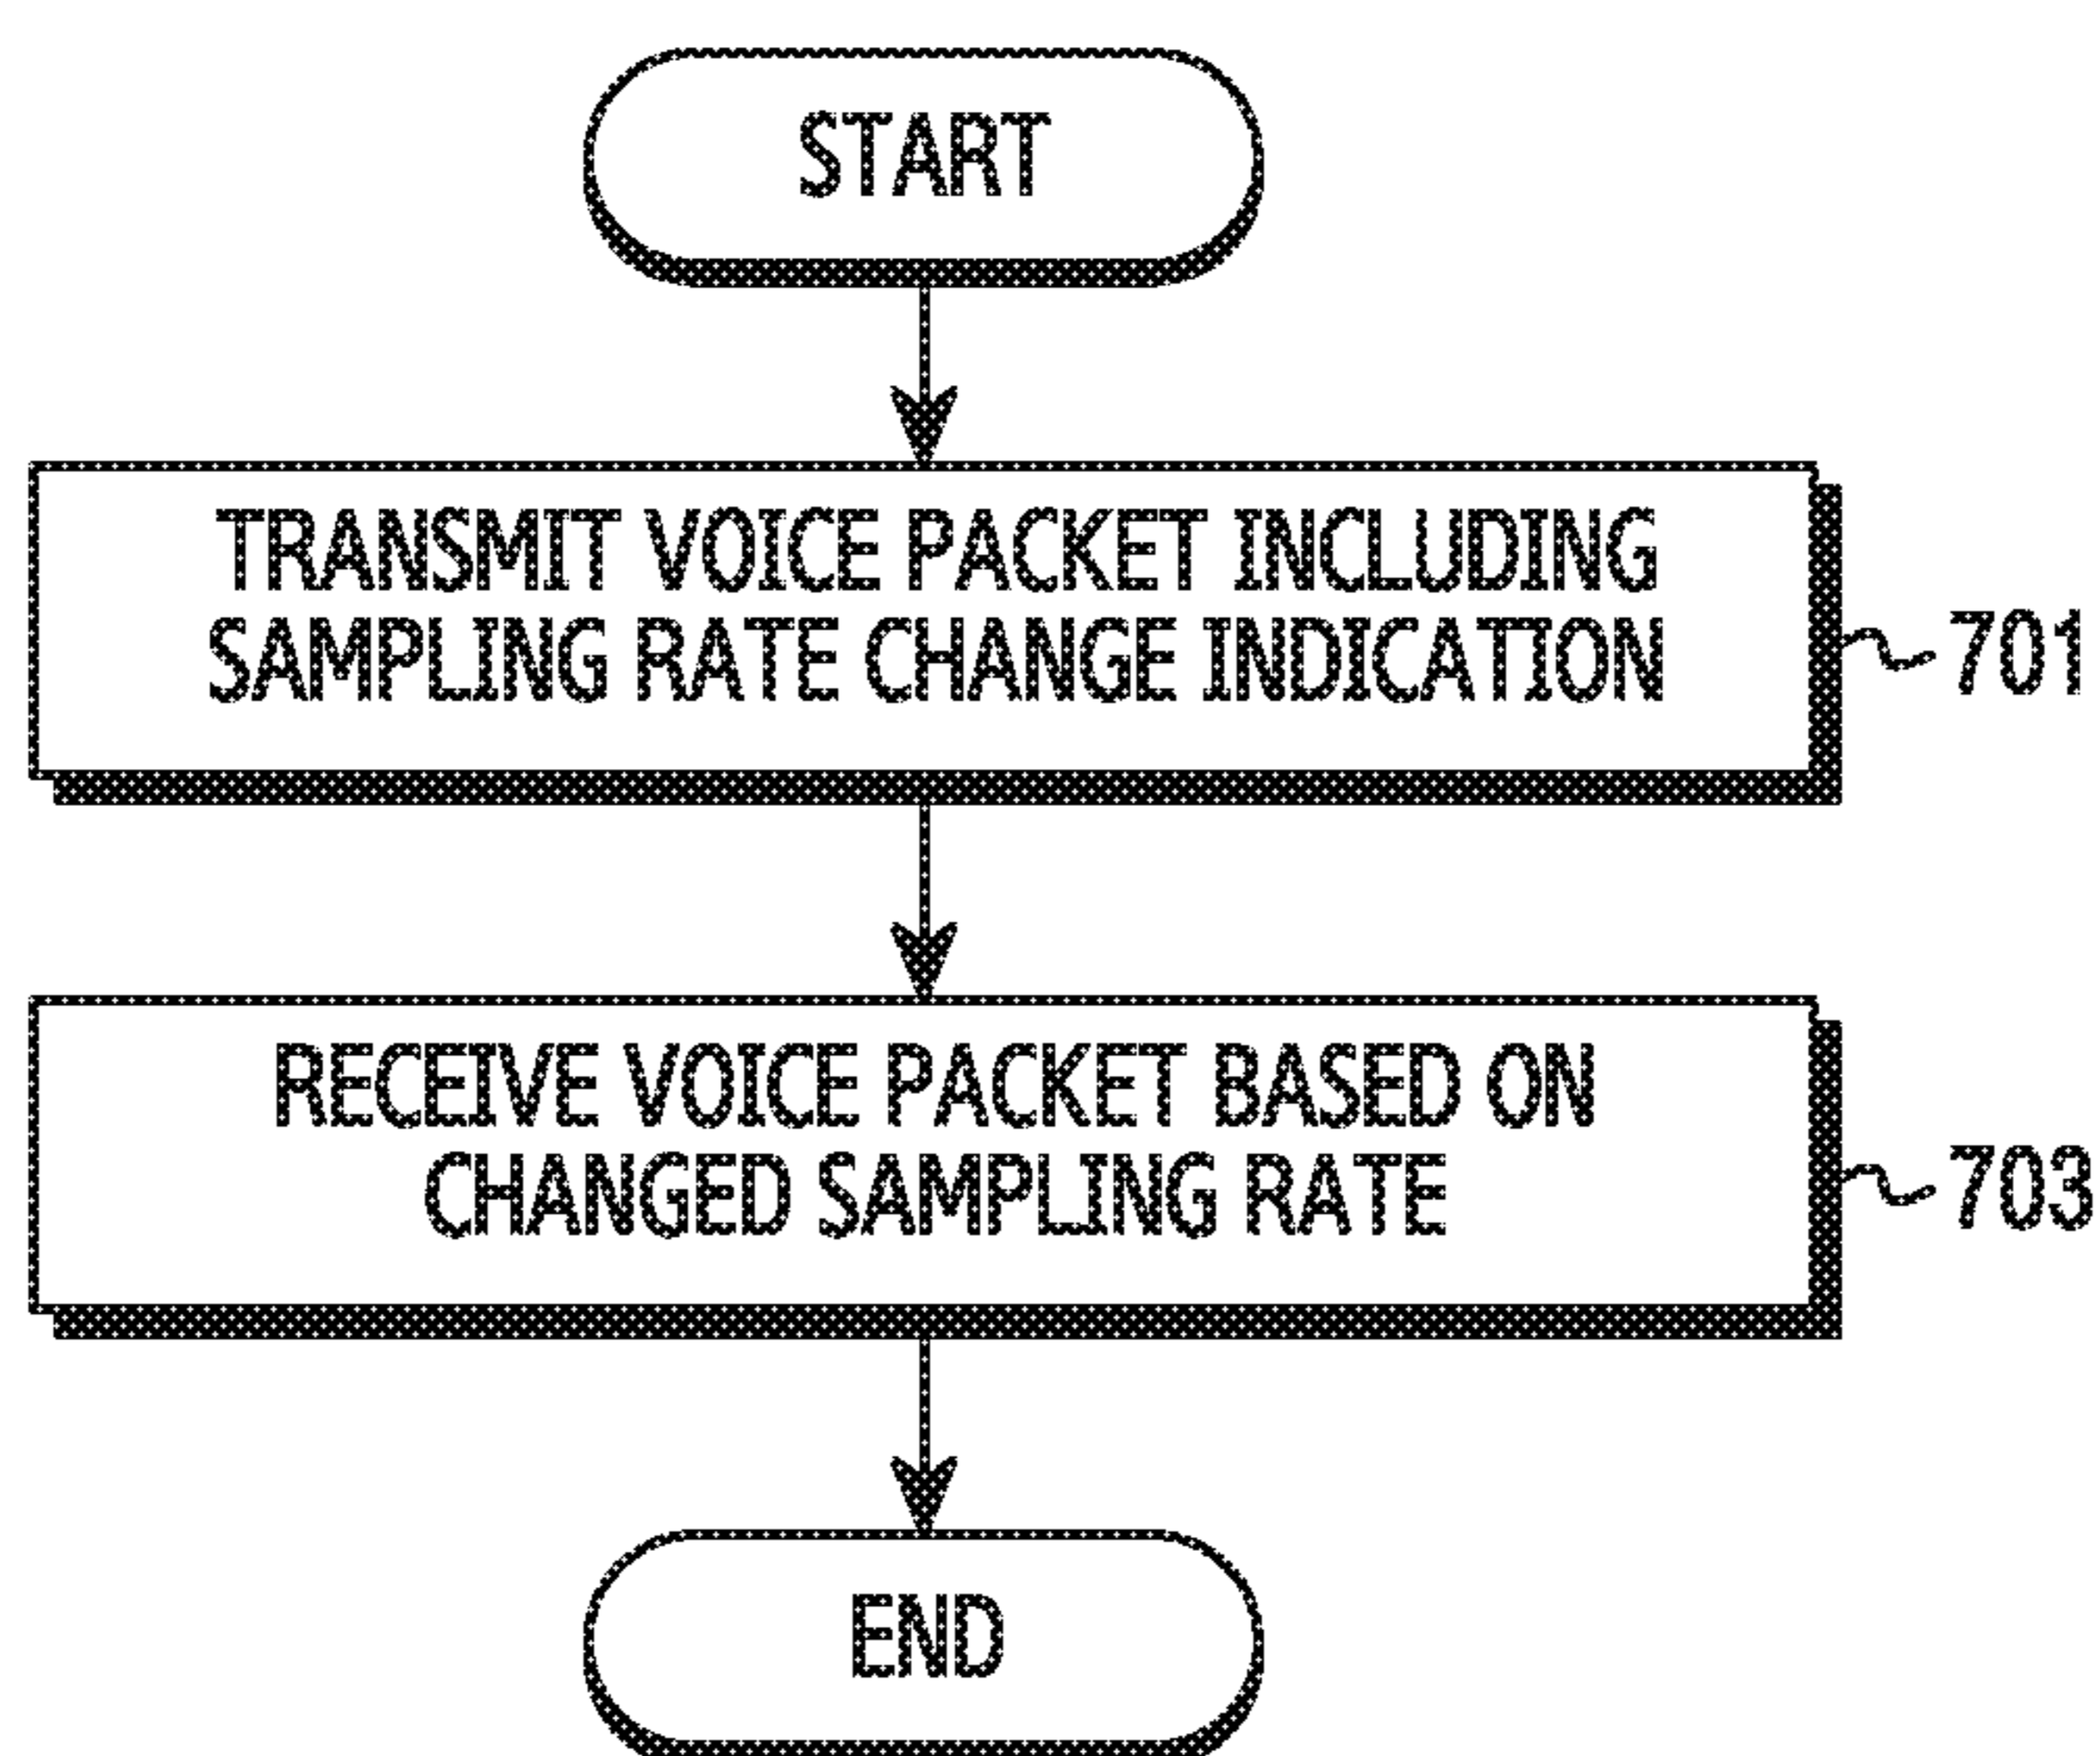 START
TRANSMIT VOICE PACKET INCLUDING
SAMPLING RATE CHANGE INDICATION
701
RECEIVE VOICE PACKET BASED ON
CHANGED SAMPLING RATE
703
END